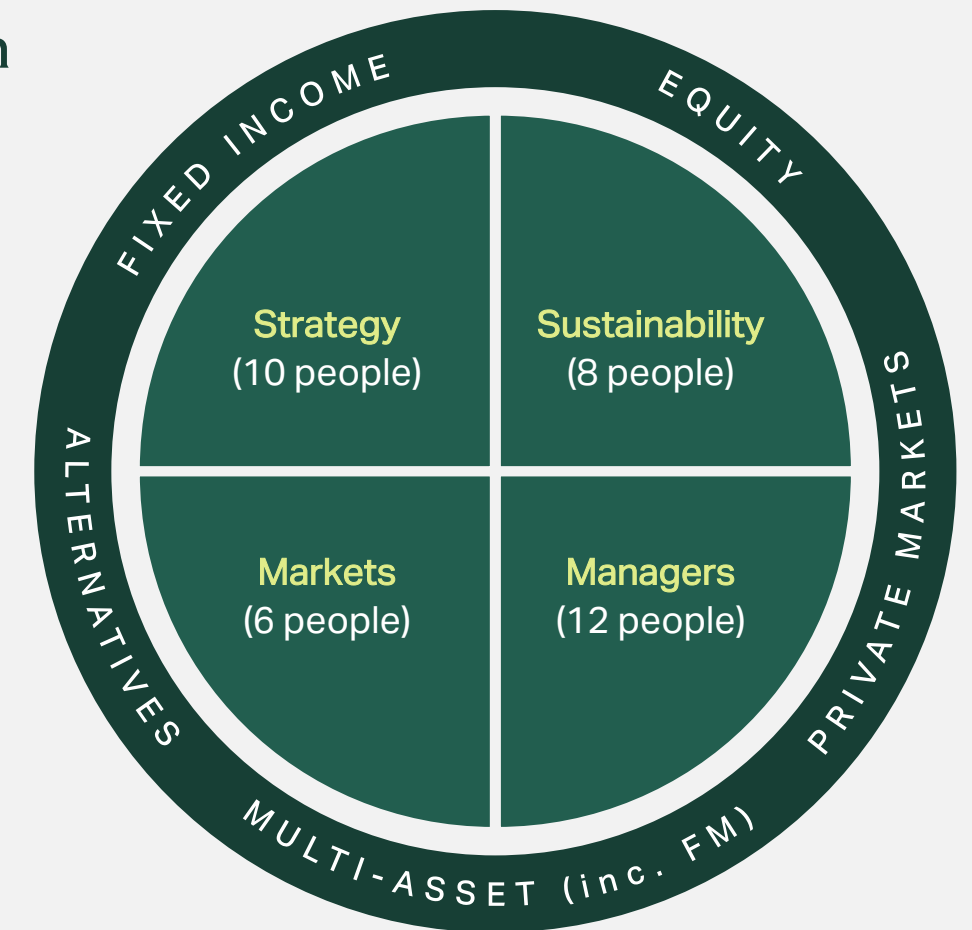 FIXED INCOME
EQUITY
Strategy
(10 people)
Sustainability
(8 people)
Markets
(6 people)
Managers
(12 people)
ALTERNATIVES
MULTI-ASSET (inc. FM)
PRIVATE MARKETS